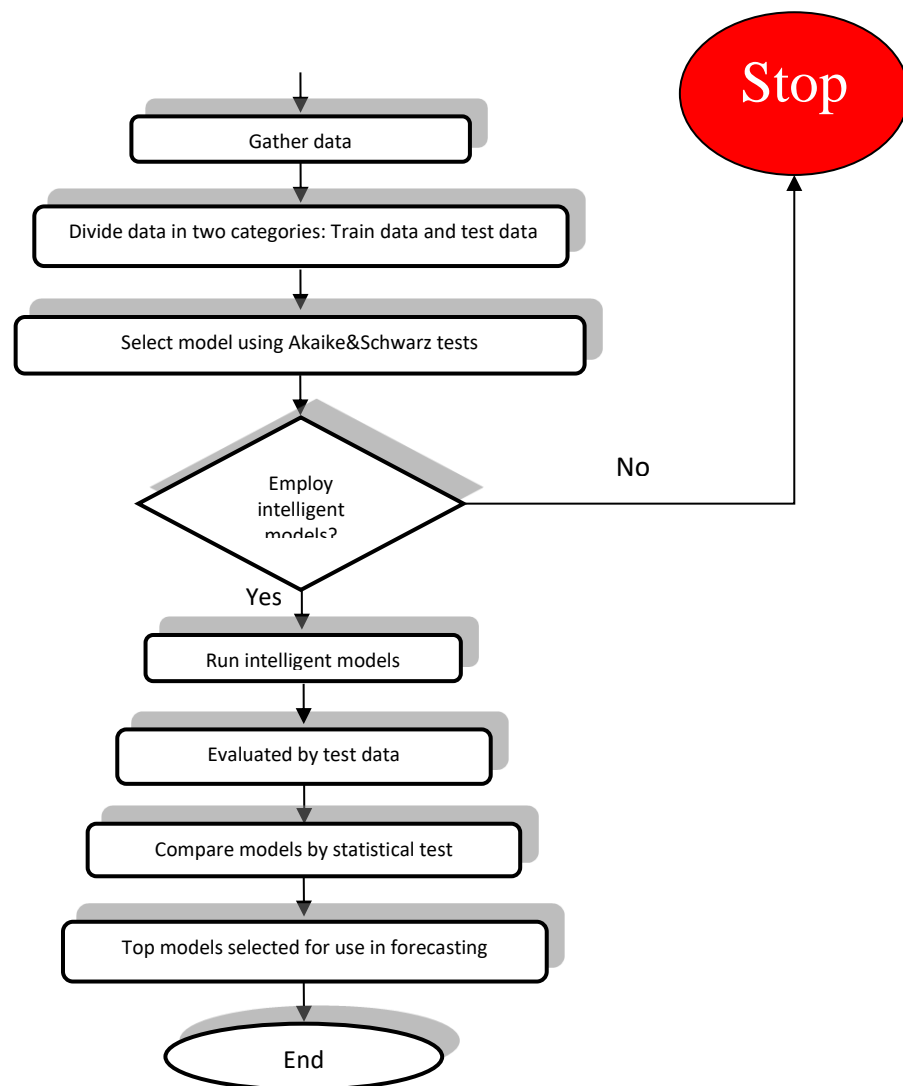 Stop
Gather data
Divide data in two categories: Train data and test data
Select model using Akaike&Schwarz tests
Employ
intelligent
models?
No
Yes
Run intelligent models
Evaluated by test data
Compare models by statistical test
Top models selected for use in forecasting
End